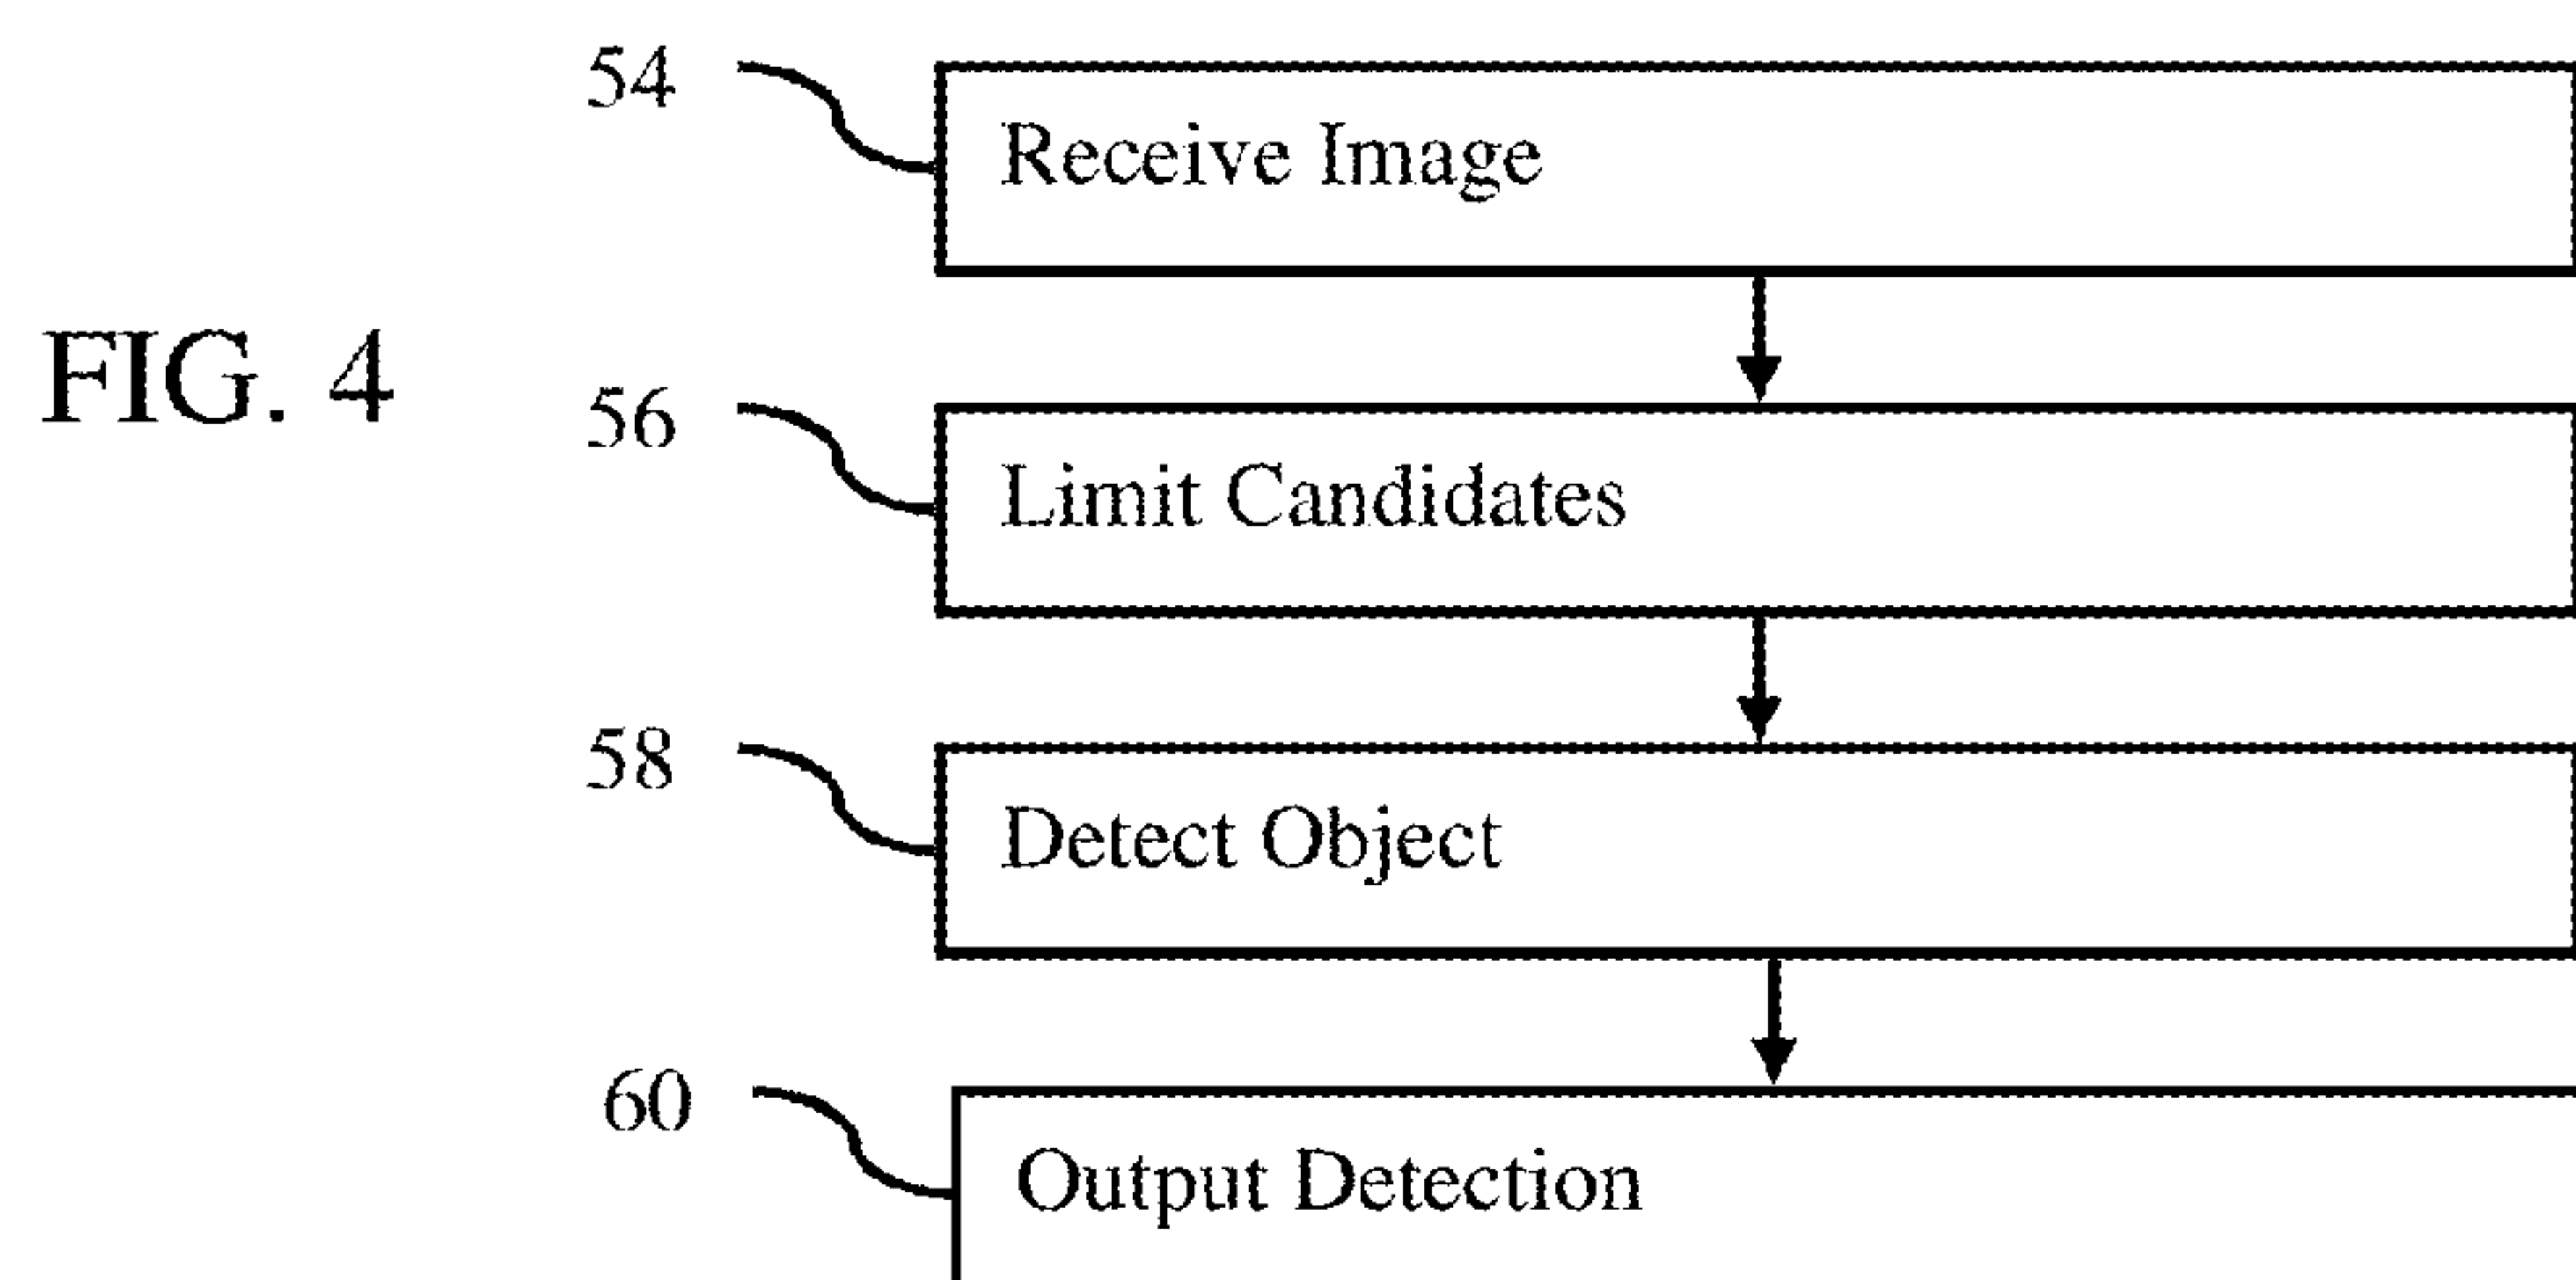 54
Receive Image
FIG. 4
56
Limit Candidates
58
Detect Object
60
Output Detection